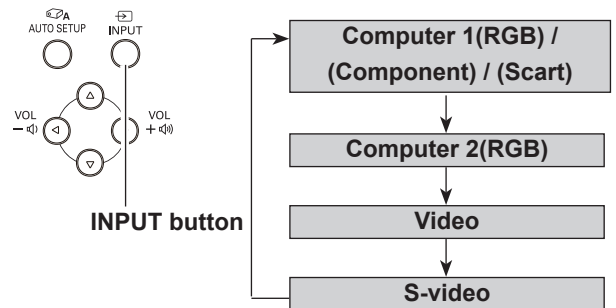 A
AUTO SETUP
INPUT
VOL
−
VOL
+
INPUT button
Computer 1(RGB) /
(Component) / (Scart)
Computer 2(RGB)
Video
S-video